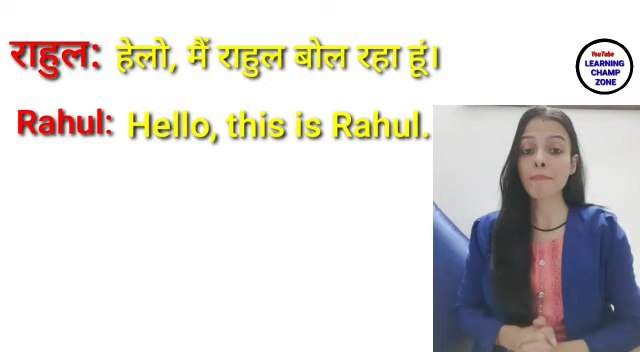 राहुल: हेलो, मैं राहुल बोल रहा हूं।
Rahul: Hello, this is Rahul.
YouTube
LEARNING
CHAMP
ZONE